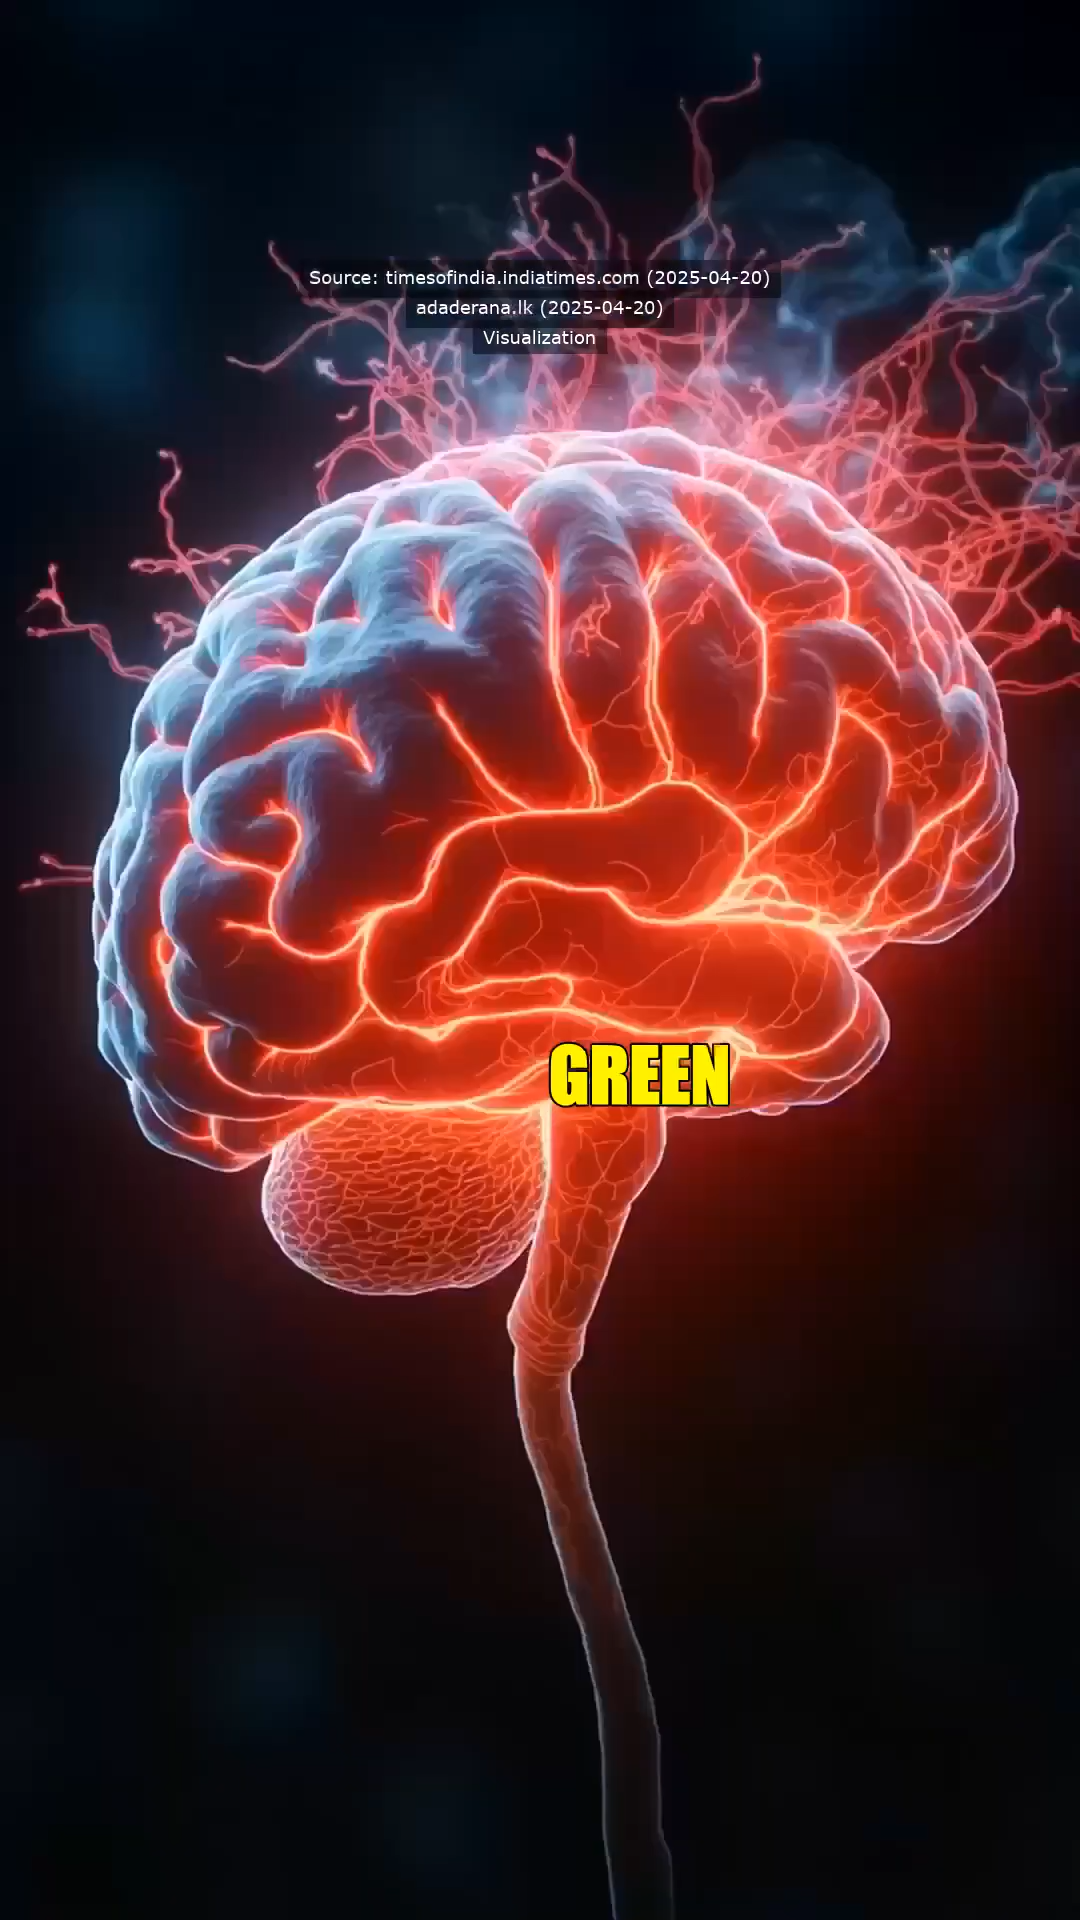 Source: timesofindia.indiatimes.com (2025-04-20)
adaderana.lk (2025-04-20)
Visualization
GREEN